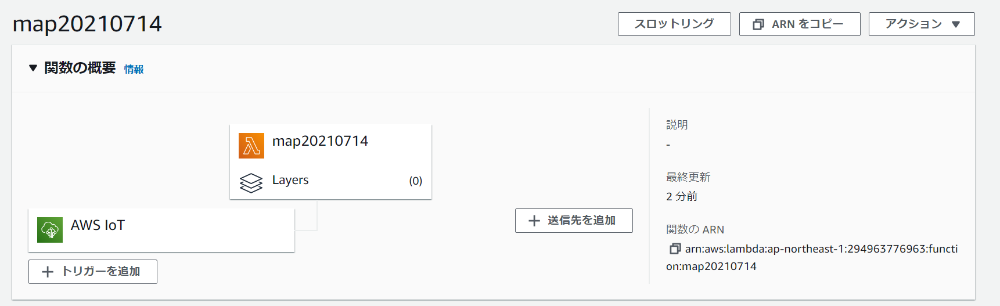 map20210714
スロットリング
ARN をコピー
アクション ▼
▼ 関数の概要 情報
map20210714
Layers (0)
AWS IoT
+ トリガーを追加
+ 送信先を追加
説明
-
最終更新
2 分前
関数の ARN
arn:aws:lambda:ap-northeast-1:294963776963:functi
on:map20210714